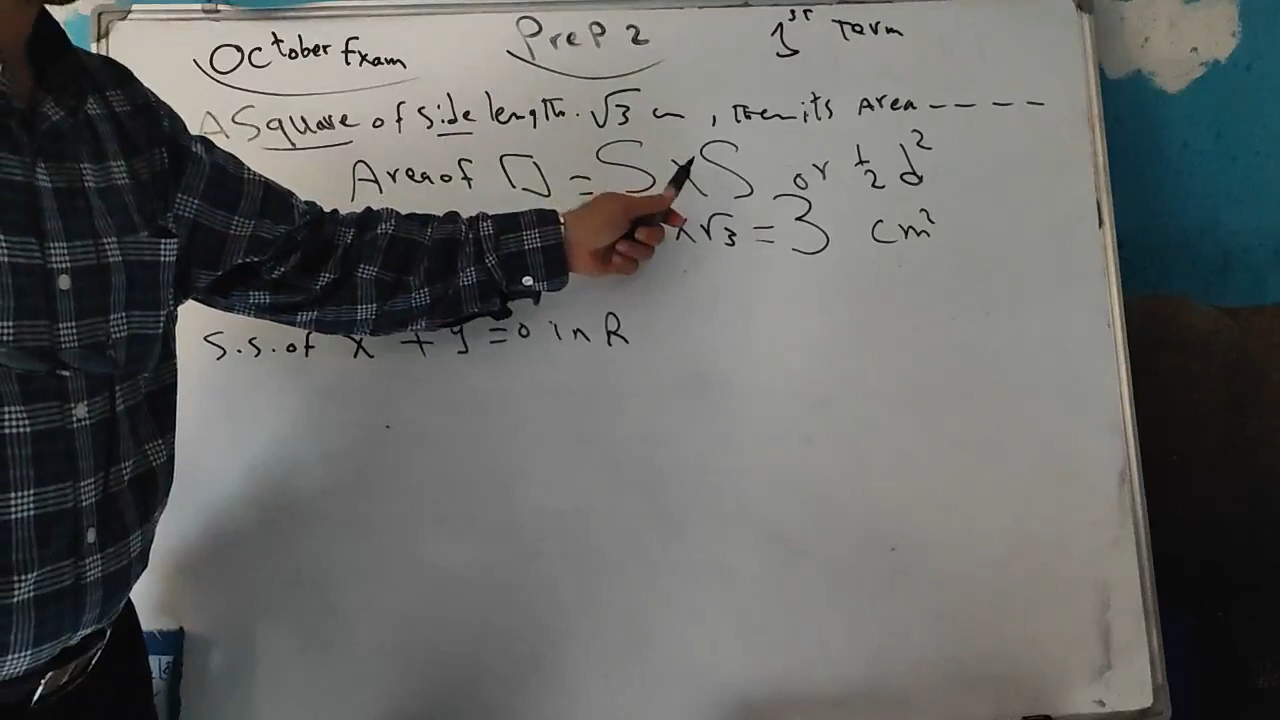 October Exam
Prep 2
1st Term
A Square of side length. √3 cm, then its Area - - - -
Area of □ = S × S or ½ d²
× √3 = 3 cm²
S.S. of x + y = 0 in R